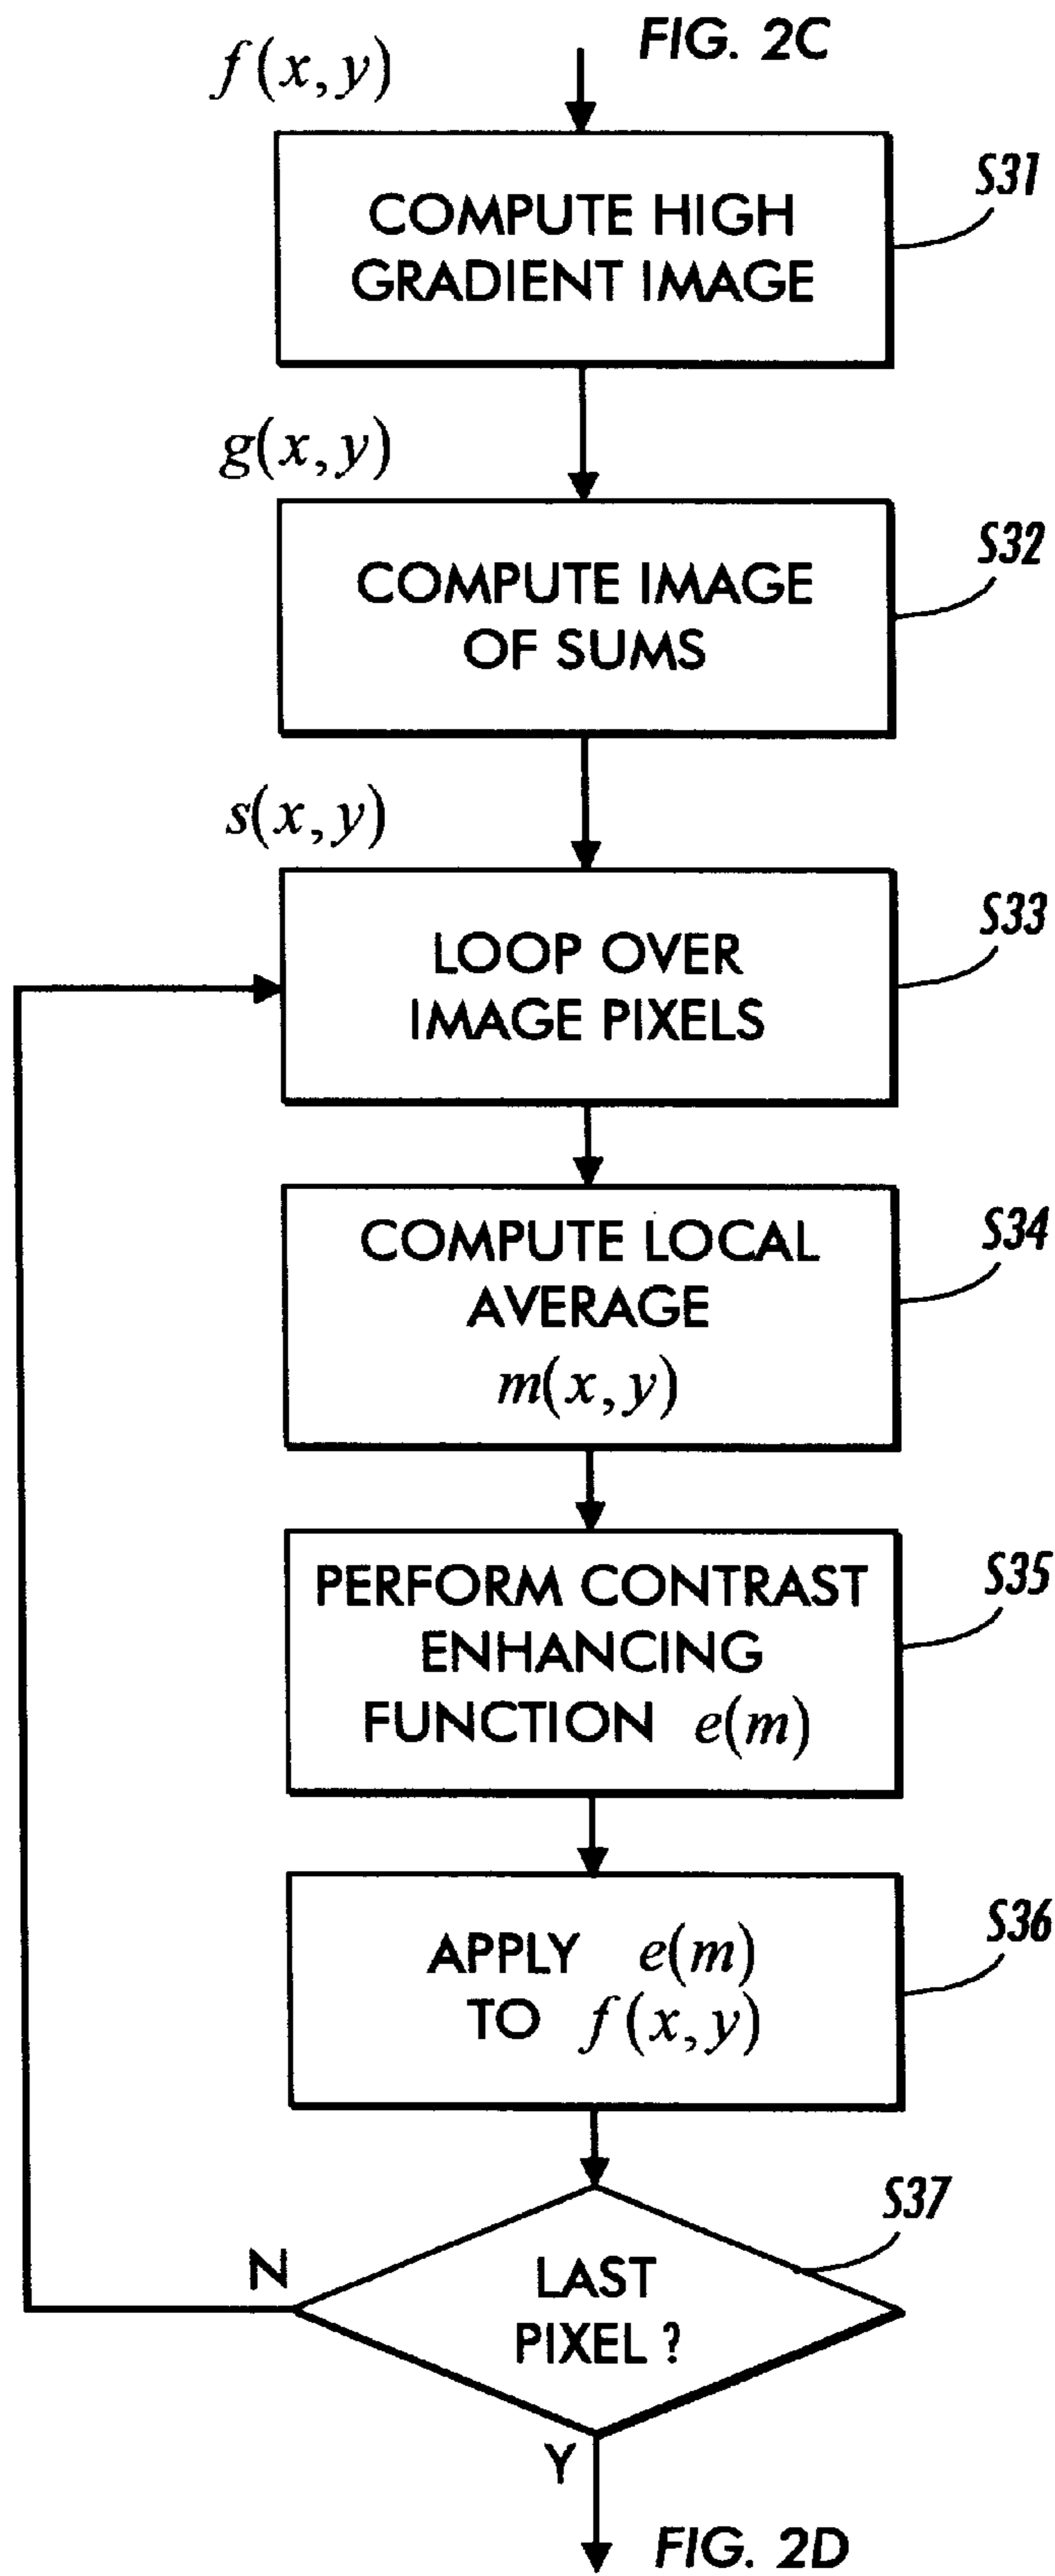 FIG. 2C
f(x, y)
COMPUTE HIGH
GRADIENT IMAGE
S31
g(x, y)
COMPUTE IMAGE
OF SUMS
S32
s(x, y)
LOOP OVER
IMAGE PIXELS
S33
COMPUTE LOCAL
AVERAGE
m(x, y)
S34
PERFORM CONTRAST
ENHANCING
FUNCTION e(m)
S35
APPLY e(m)
TO f(x, y)
S36
LAST
PIXEL ?
S37
N
Y
FIG. 2D